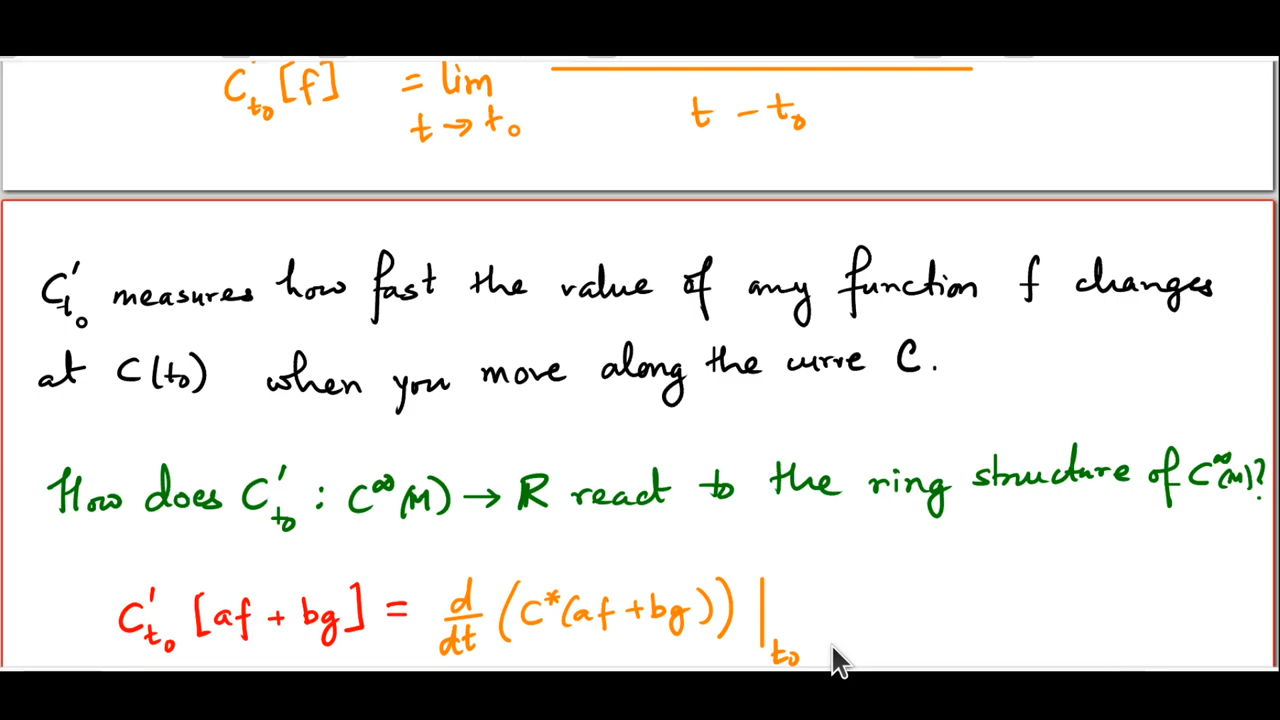 C'_{t_0} [f] = lim_{t → t_0} ———
t - t_0
C'_{t_0} measures how fast the value of any function f changes
at C(t_0) when you move along the curve C.
How does C'_{t_0} : C^∞(M) → R react to the ring structure of C^∞(M)?
C'_{t_0} [af + bg] = d/dt (C*(af + bg)) |_{t_0}